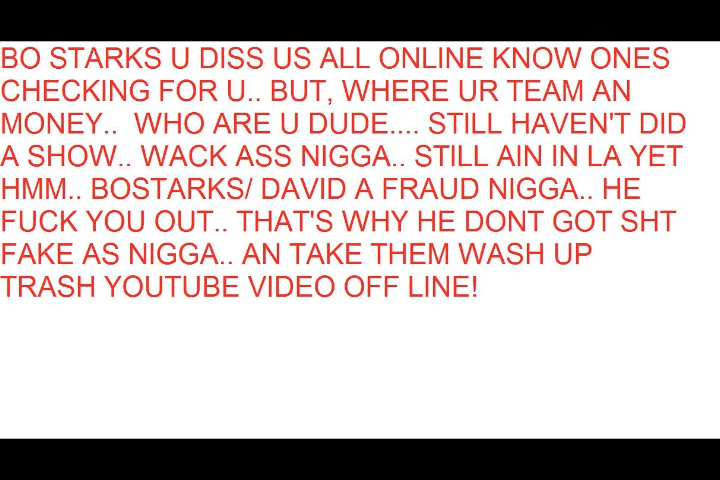 BO STARKS U DISS US ALL ONLINE KNOW ONES
CHECKING FOR U.. BUT, WHERE UR TEAM AN
MONEY..  WHO ARE U DUDE.... STILL HAVEN'T DID
A SHOW.. WACK ASS NIGGA.. STILL AIN IN LA YET
HMM.. BOSTARKS/ DAVID A FRAUD NIGGA.. HE
FUCK YOU OUT.. THAT'S WHY HE DONT GOT SHT
FAKE AS NIGGA.. AN TAKE THEM WASH UP
TRASH YOUTUBE VIDEO OFF LINE!